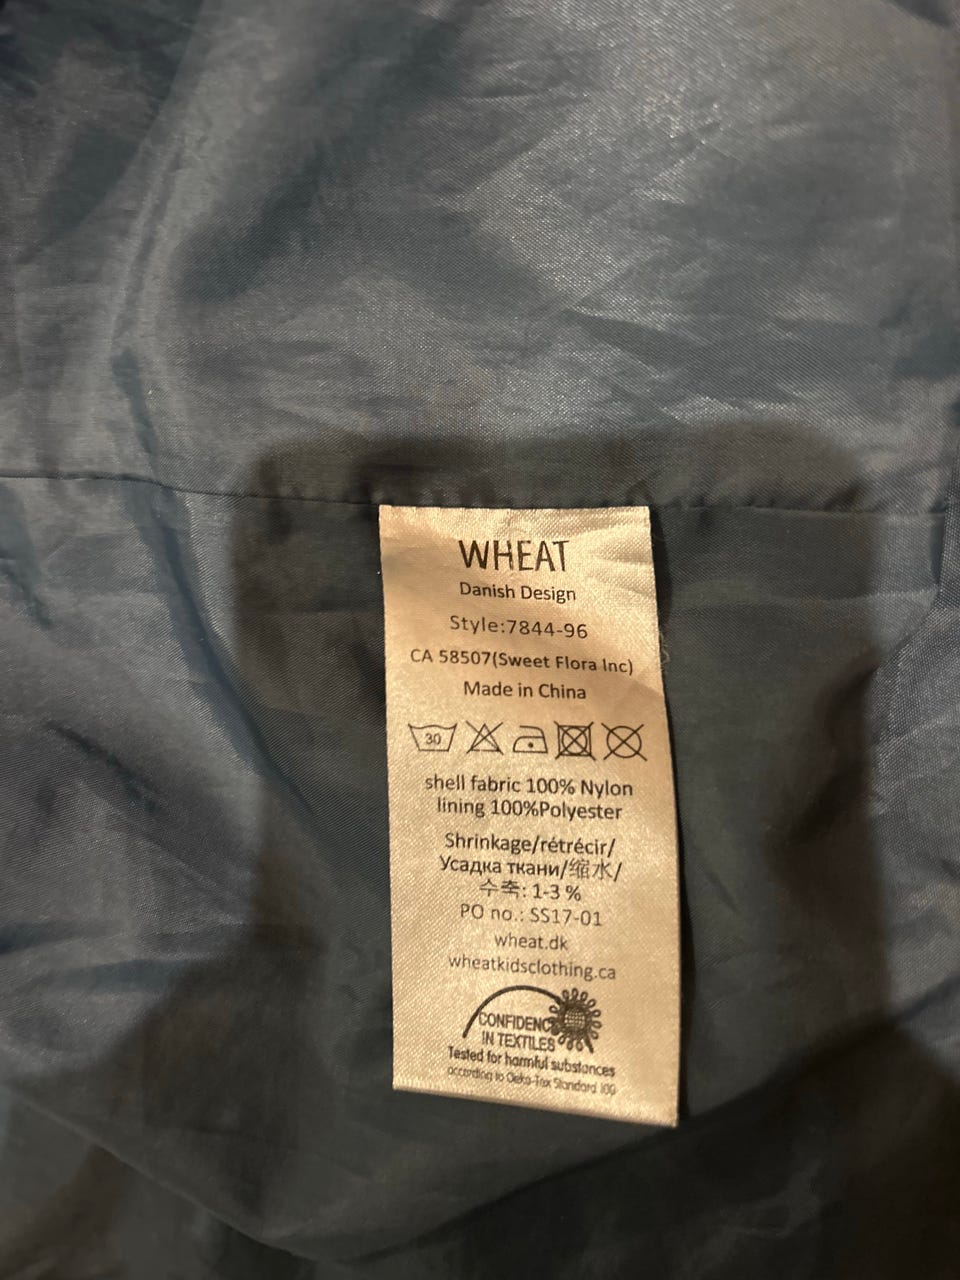 WHEAT
Danish Design
Style:7844-96
CA 58507(Sweet Flora Inc)
Made in China
30
shell fabric 100% Nylon
lining 100%Polyester
Shrinkage/rétrécir/
Усадка ткани/缩水/
수축: 1-3 %
PO no.: SS17-01
wheat.dk
wheatkidsclothing.ca
CONFIDENCE
IN TEXTILES
Tested for harmful substances
according to Oeko-Tex Standard 100